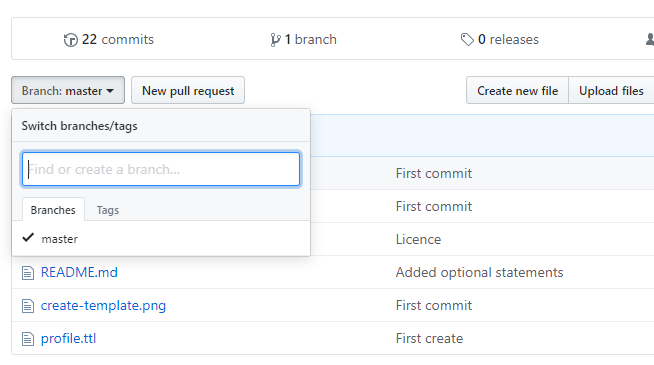 22 commits 1 branch 0 releases
Branch: master New pull request Create new file Upload files
Switch branches/tags
Find or create a branch...
First commit
Branches Tags
First commit
master
Licence
README.md Added optional statements
create-template.png First commit
profile.ttl First create